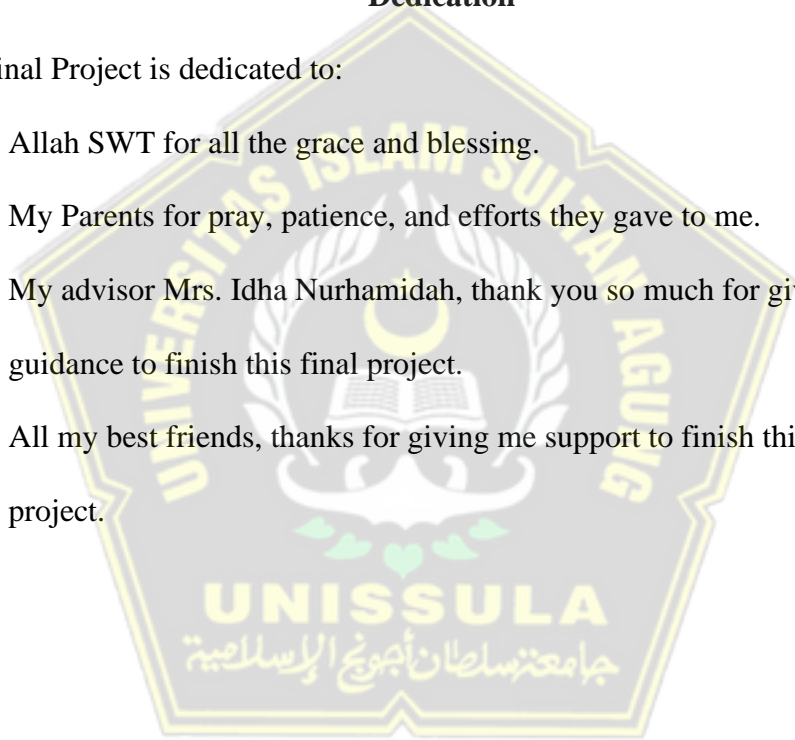 Dedication
inal Project is dedicated to:
Allah SWT for all the grace and blessing.
My Parents for pray, patience, and efforts they gave to me.
My advisor Mrs. Idha Nurhamidah, thank you so much for gi
guidance to finish this final project.
All my best friends, thanks for giving me support to finish thi
project.
UNIVERSITAS ISLAM SULTAN AGUNG
UNISSULA
جامعة سلطان أجونج الإسلامية